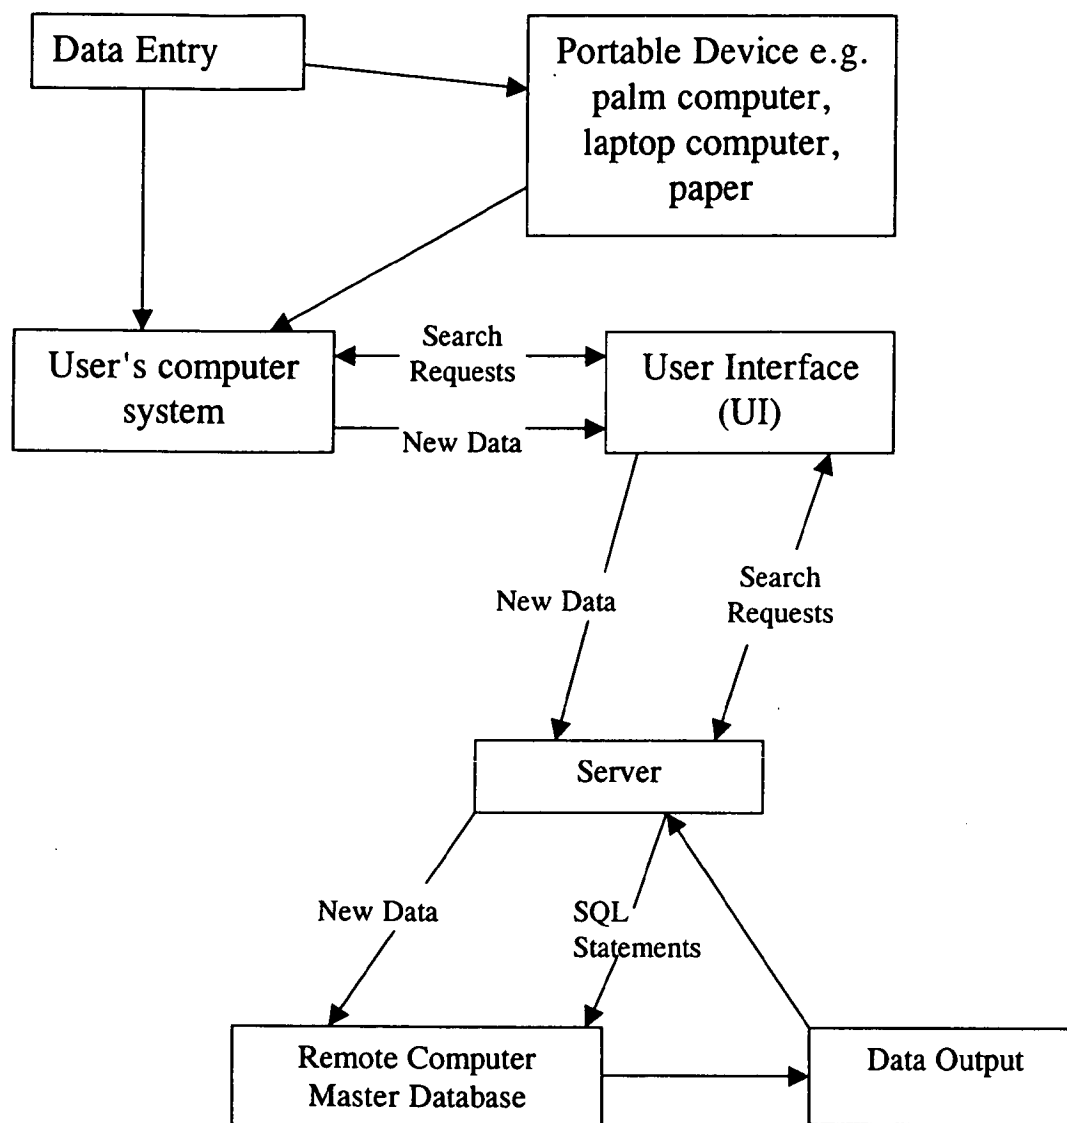 Data Entry
Portable Device e.g.
palm computer,
laptop computer,
paper
User's computer
system
Search
Requests
New Data
User Interface
(UI)
New Data
Search
Requests
Server
New Data
SQL
Statements
Remote Computer
Master Database
Data Output